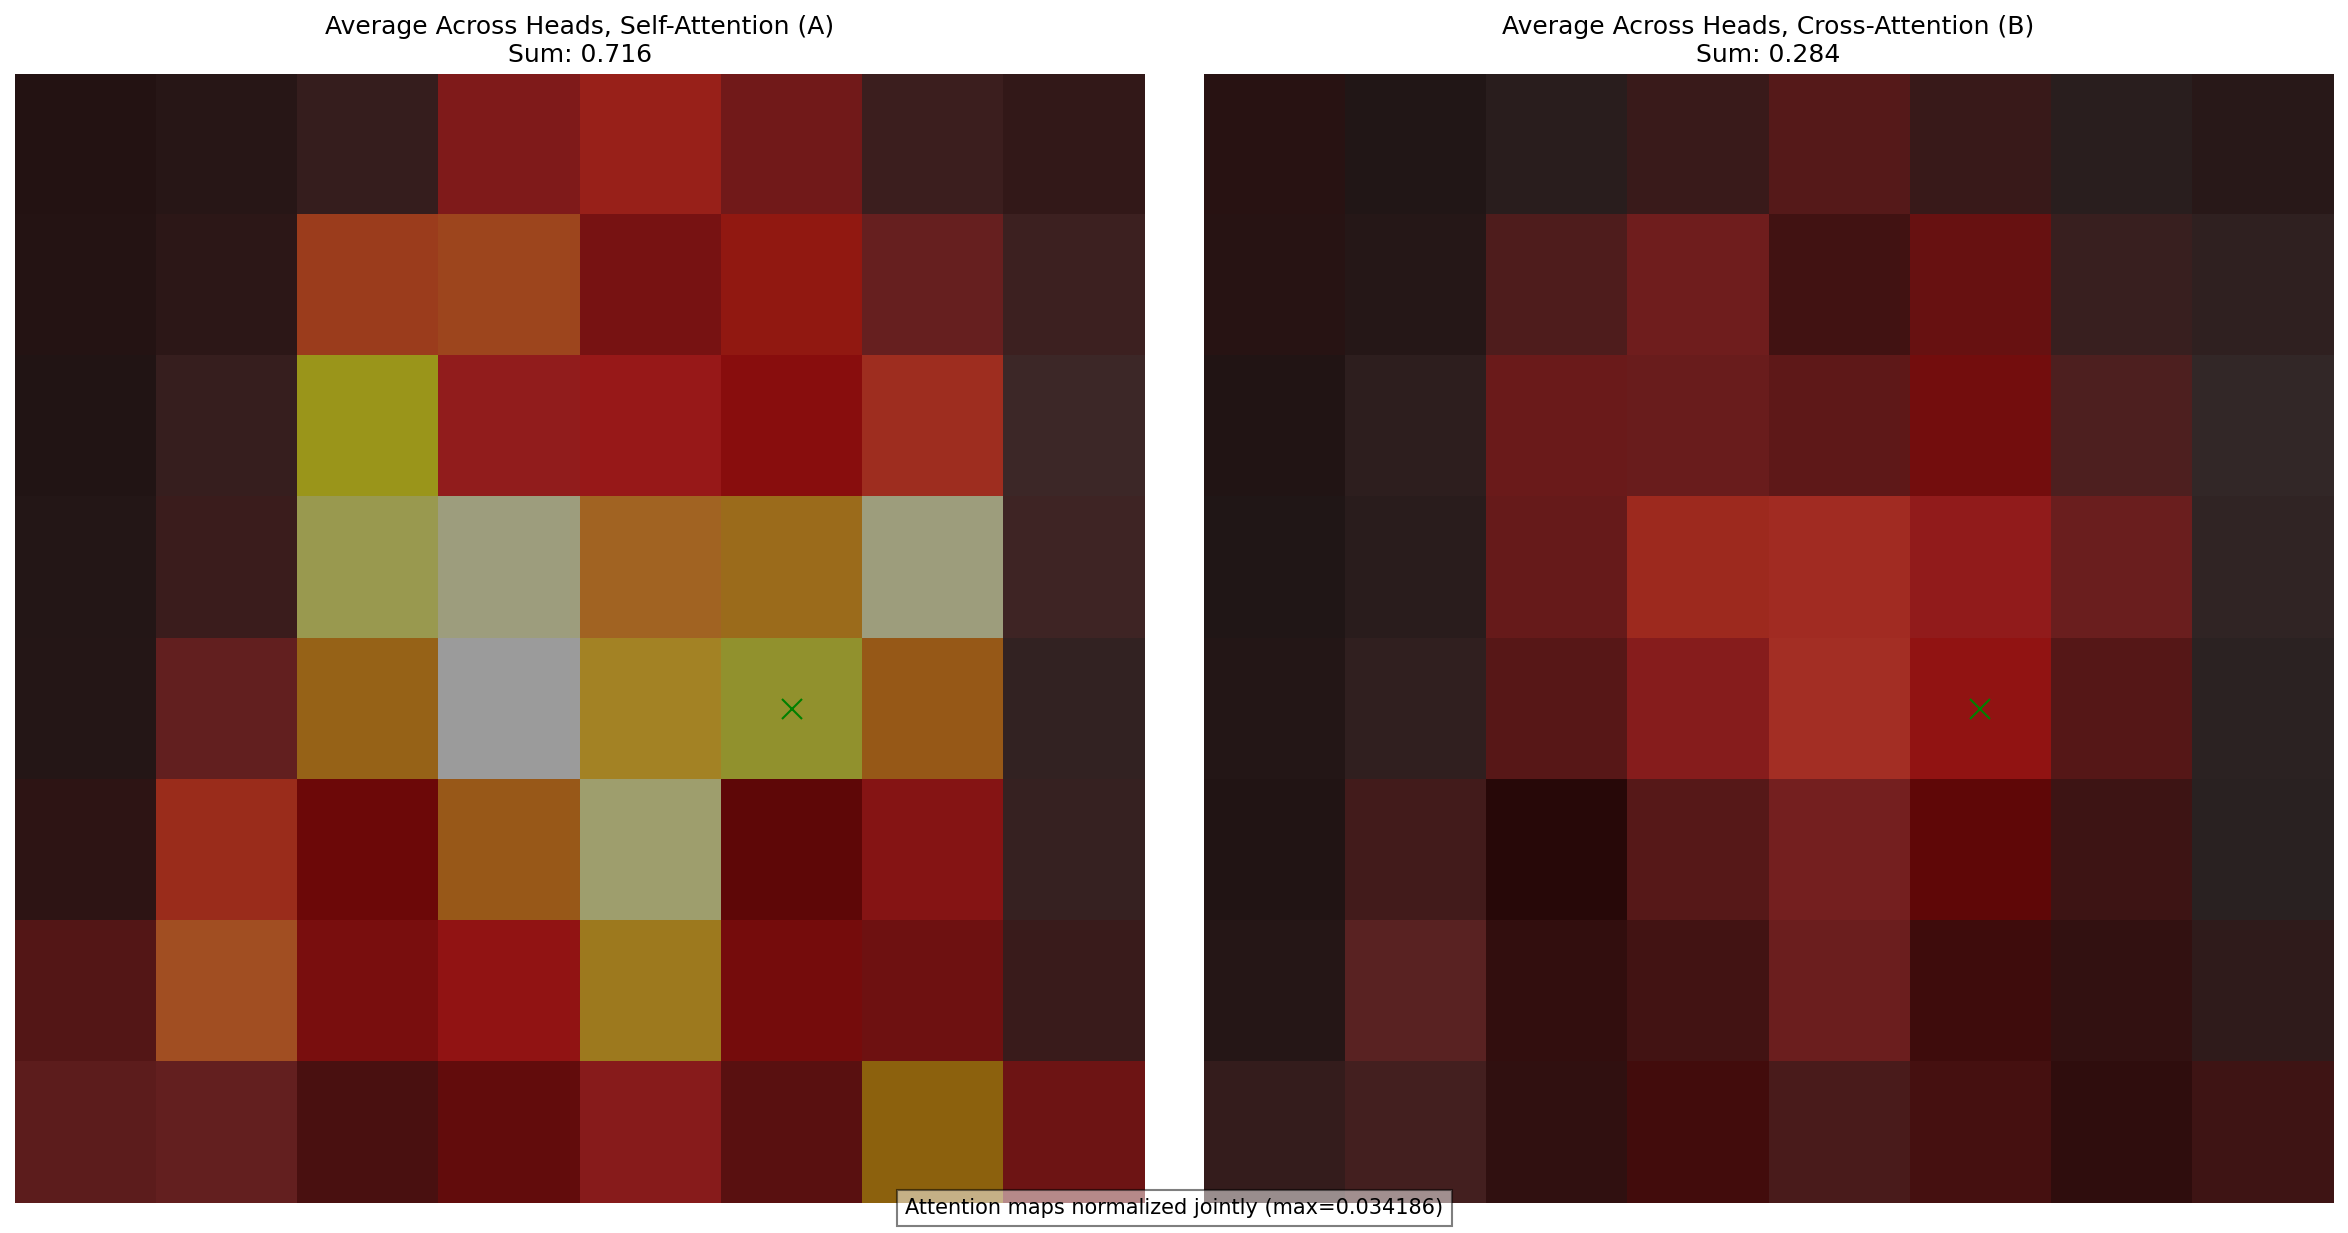 Average Across Heads, Self-Attention (A)
Sum: 0.716
Average Across Heads, Cross-Attention (B)
Sum: 0.284
Attention maps normalized jointly (max=0.034186)